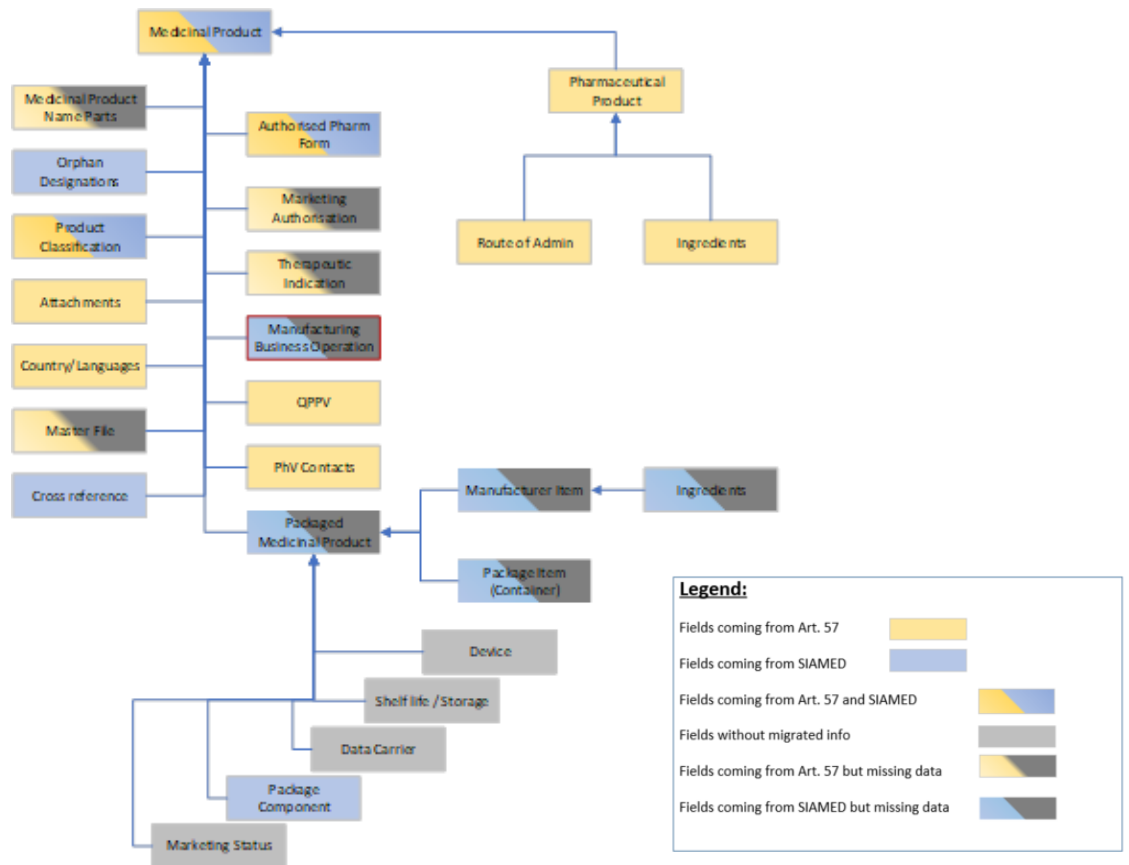 Medicinal Product
Pharmaceutical
Product
Medicinal Product
Name Parts
Authorised Pharm
Form
Orphan
Designations
Marketing
Authorisation
Product
Classification
Route of Admin
Ingredients
Therapeutic
Indication
Attachments
Manufacturing
Business Operation
Country/Languages
QPPV
Master File
PhV Contacts
Cross reference
Manufacturer Item
Ingredients
Packaged
Medicinal Product
Package Item
(Container)
Device
Shelf life / Storage
Data Carrier
Package
Component
Marketing Status
Legend:
Fields coming from Art. 57
Fields coming from SIAMED
Fields coming from Art. 57 and SIAMED
Fields without migrated info
Fields coming from Art. 57 but missing data
Fields coming from SIAMED but missing data